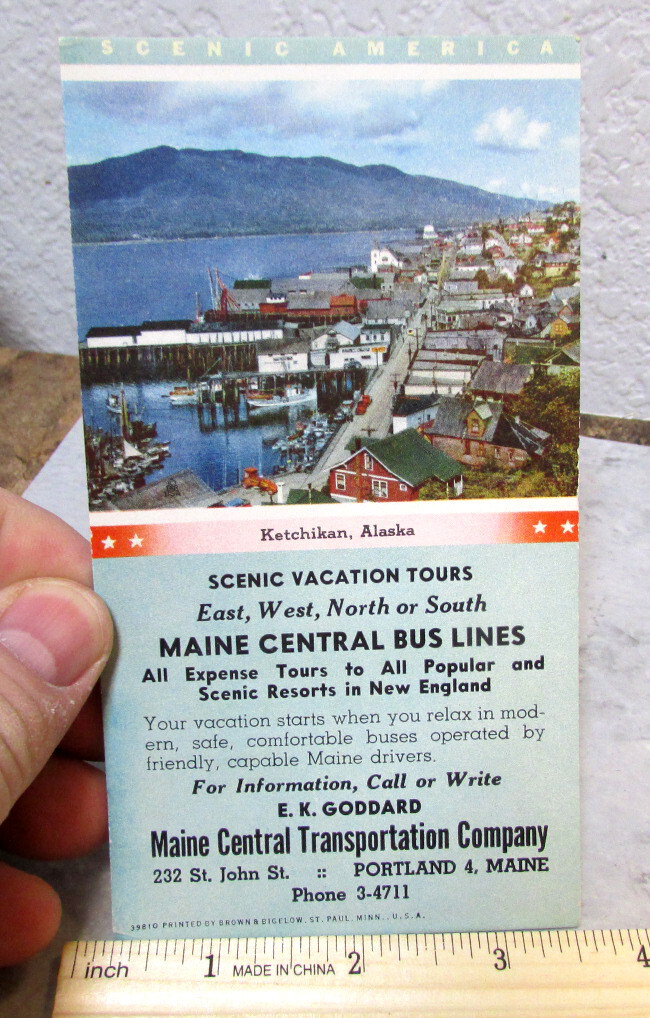 SCENIC AMERICA
Ketchikan, Alaska
SCENIC VACATION TOURS
East, West, North or South
MAINE CENTRAL BUS LINES
All Expense Tours to All Popular and
Scenic Resorts in New England
Your vacation starts when you relax in mod-
ern, safe, comfortable buses operated by
friendly, capable Maine drivers.
For Information, Call or Write
E. K. GODDARD
Maine Central Transportation Company
232 St. John St. :: PORTLAND 4, MAINE
Phone 3-4711
39810 PRINTED BY BROWN & BIGELOW, ST. PAUL, MINN., U.S.A.
inch 1 MADE IN CHINA 2 3 4